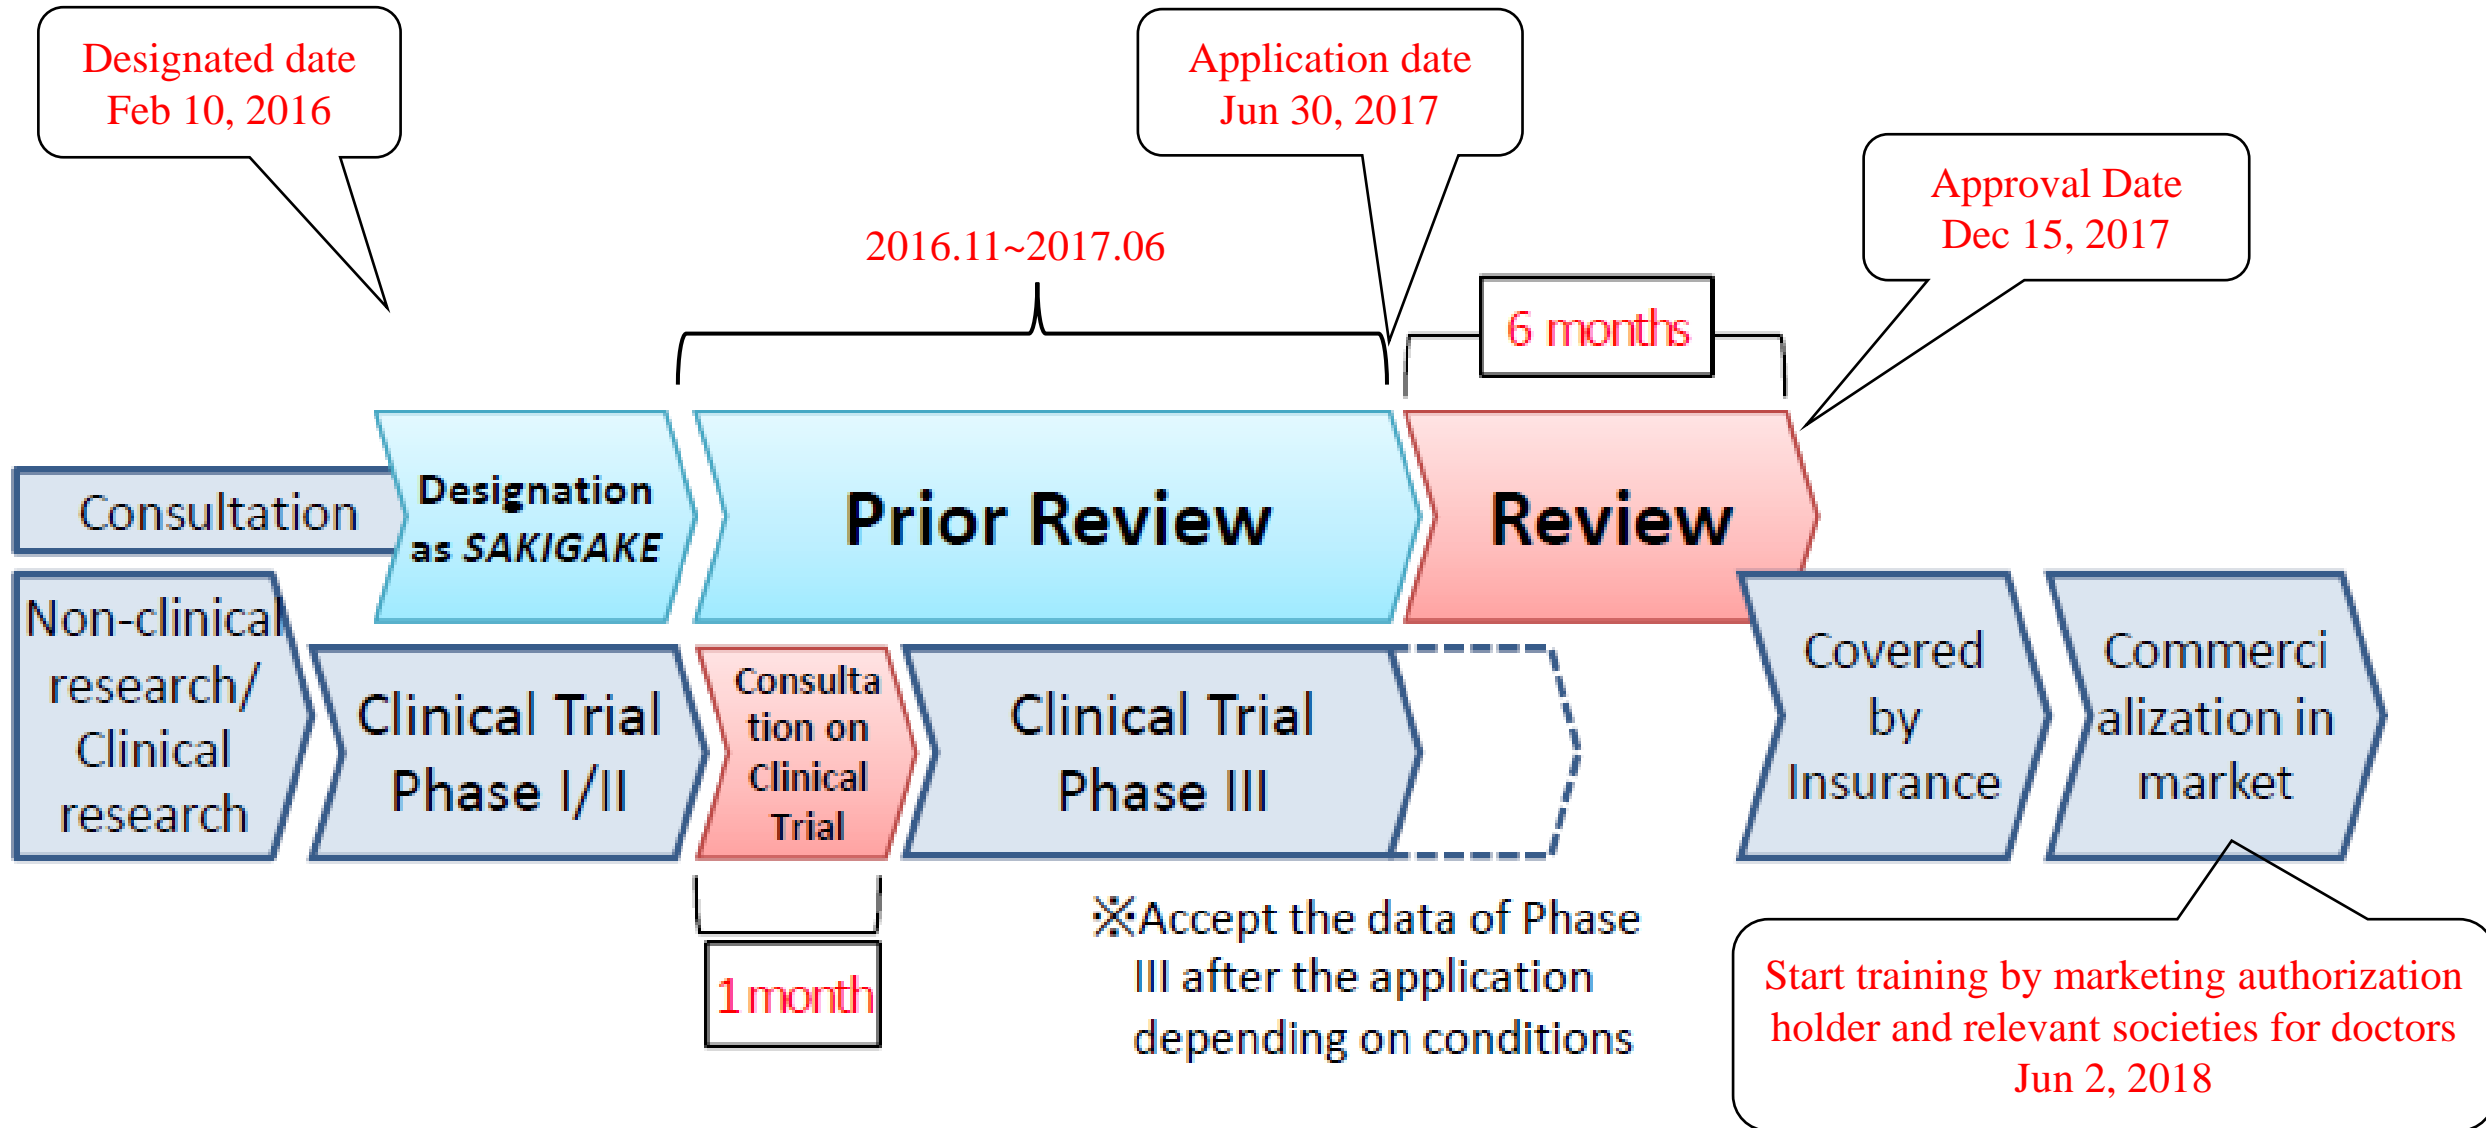 Designated date
Feb 10, 2016
Application date
Jun 30, 2017
Approval Date
Dec 15, 2017
2016.11~2017.06
6 months
Consultation
Designation
as SAKIGAKE
Prior Review
Review
Non-clinical
research/
Clinical
research
Clinical Trial
Phase I/II
Consulta
tion on
Clinical
Trial
Clinical Trial
Phase III
Covered
by
Insurance
Commerci
alization in
market
1 month
※Accept the data of Phase
III after the application
depending on conditions
Start training by marketing authorization
holder and relevant societies for doctors
Jun 2, 2018